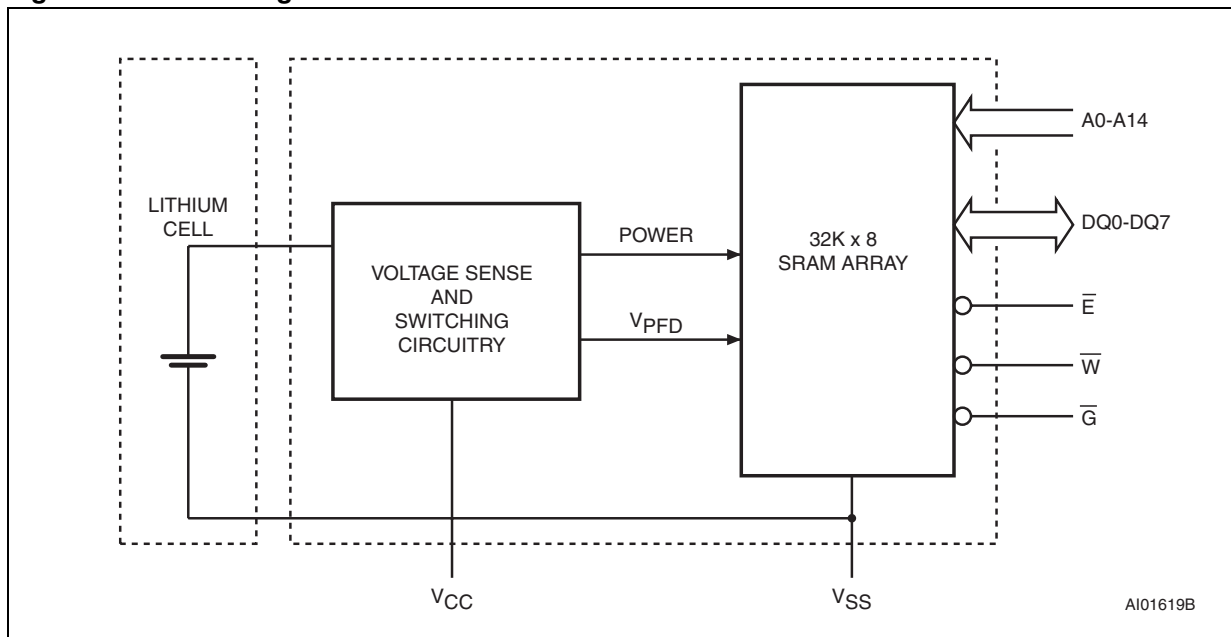 LITHIUM
CELL
VOLTAGE SENSE
AND
SWITCHING
CIRCUITRY
POWER
VPFD
32K x 8
SRAM ARRAY
A0-A14
DQ0-DQ7
E̅
W̅
G̅
VCC
VSS
AI01619B